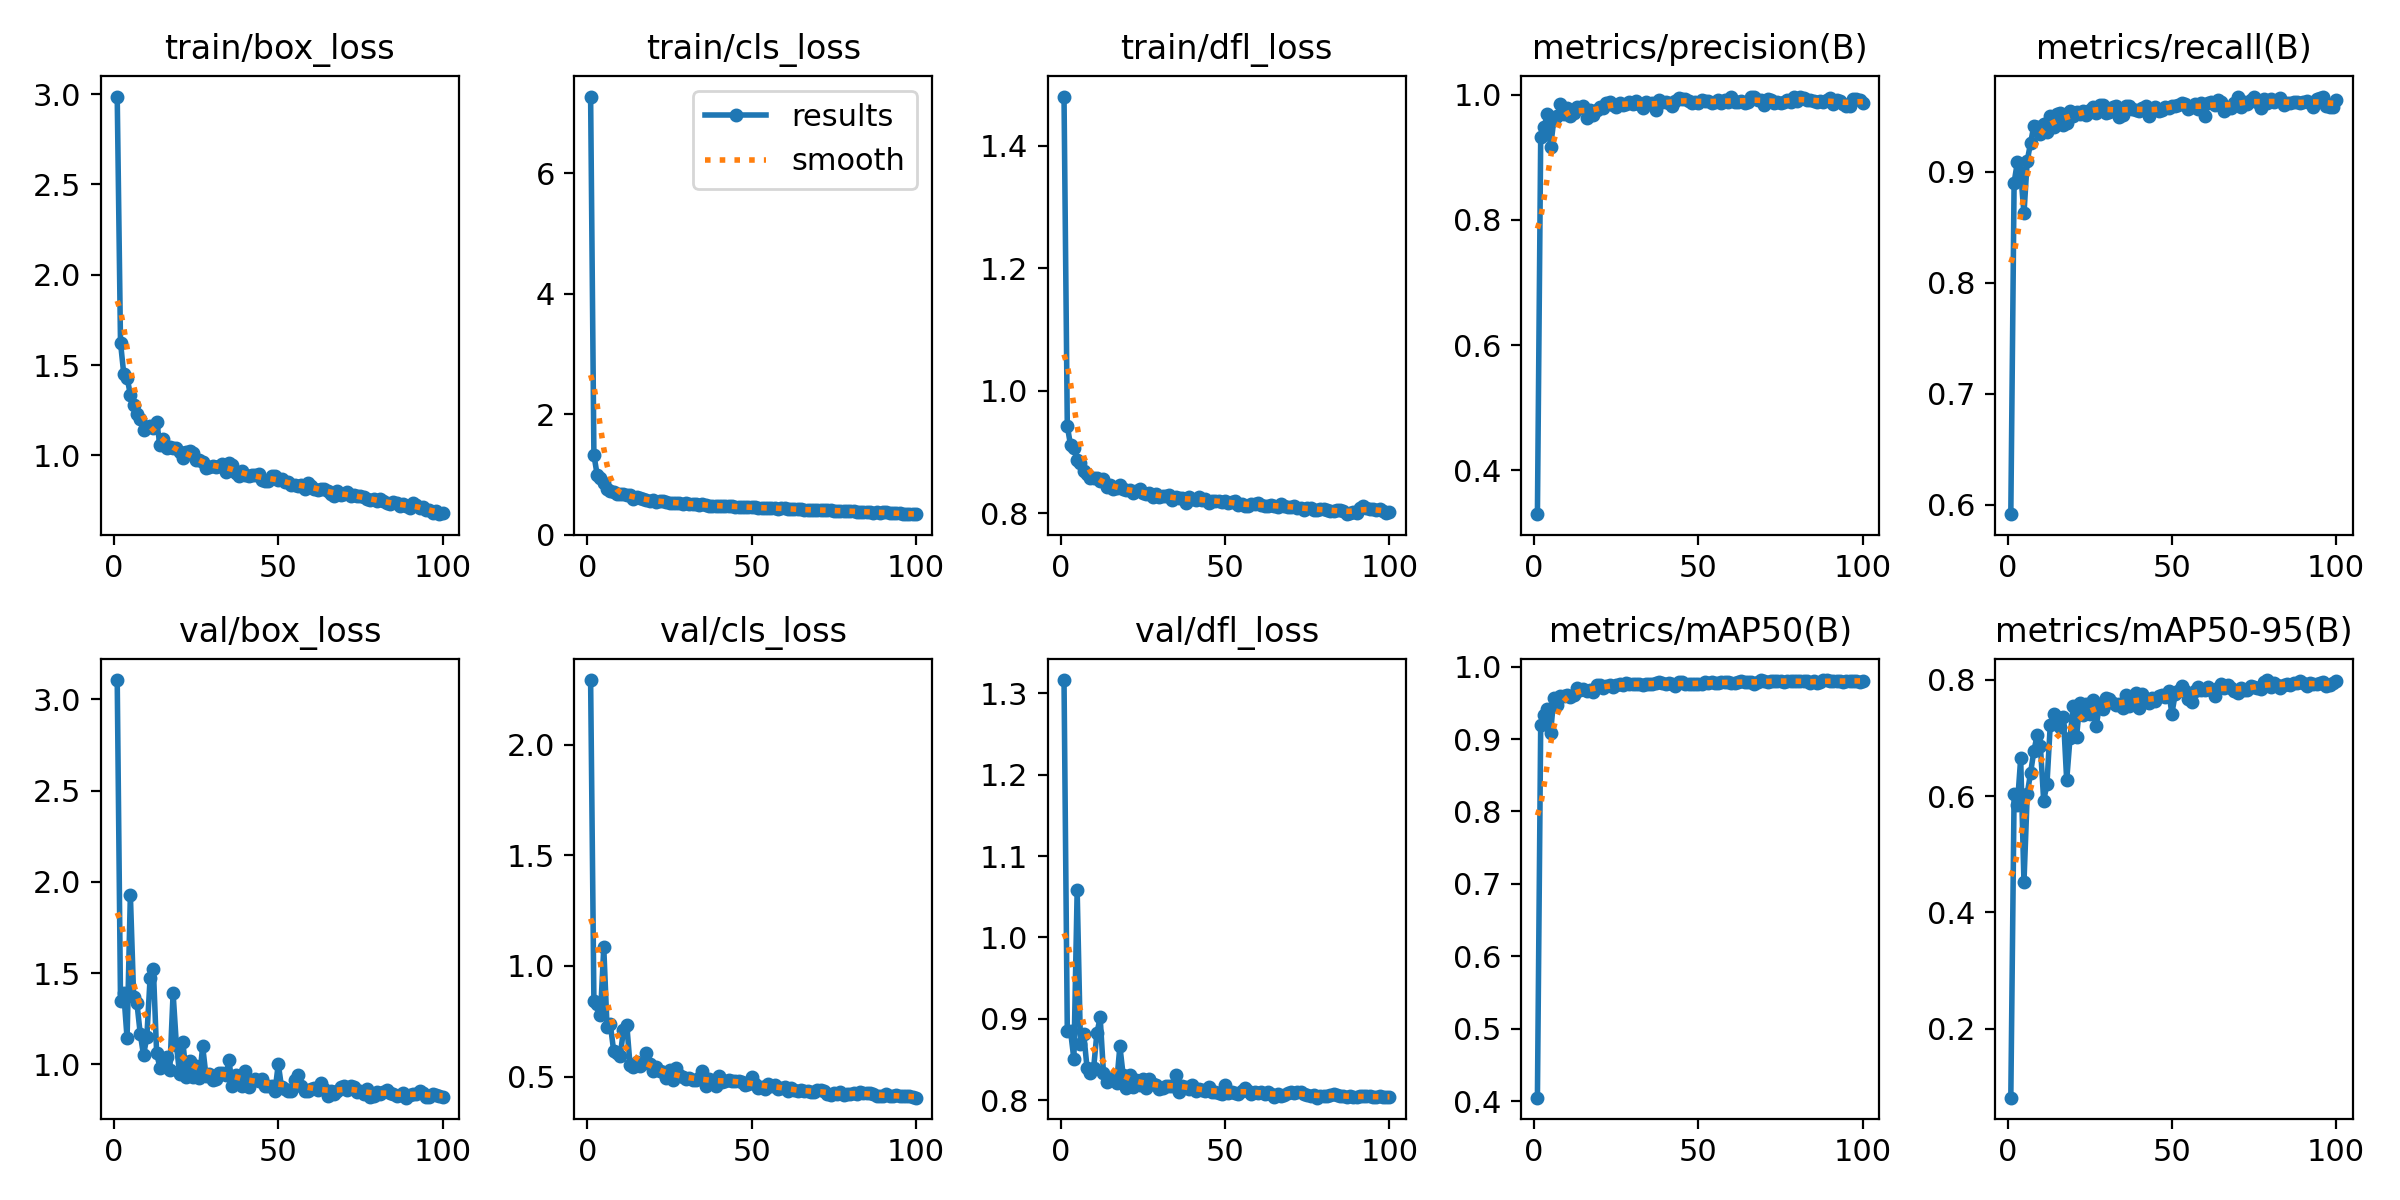 train/box_loss
3.0
2.5
2.0
1.5
1.0
0 50 100
train/cls_loss
results
smooth
6
4
2
0
0 50 100
train/dfl_loss
1.4
1.2
1.0
0.8
0 50 100
metrics/precision(B)
1.0
0.8
0.6
0.4
0 50 100
metrics/recall(B)
0.9
0.8
0.7
0.6
0 50 100
val/box_loss
3.0
2.5
2.0
1.5
1.0
0 50 100
val/cls_loss
2.0
1.5
1.0
0.5
0 50 100
val/dfl_loss
1.3
1.2
1.1
1.0
0.9
0.8
0 50 100
metrics/mAP50(B)
1.0
0.9
0.8
0.7
0.6
0.5
0.4
0 50 100
metrics/mAP50-95(B)
0.8
0.6
0.4
0.2
0 50 100